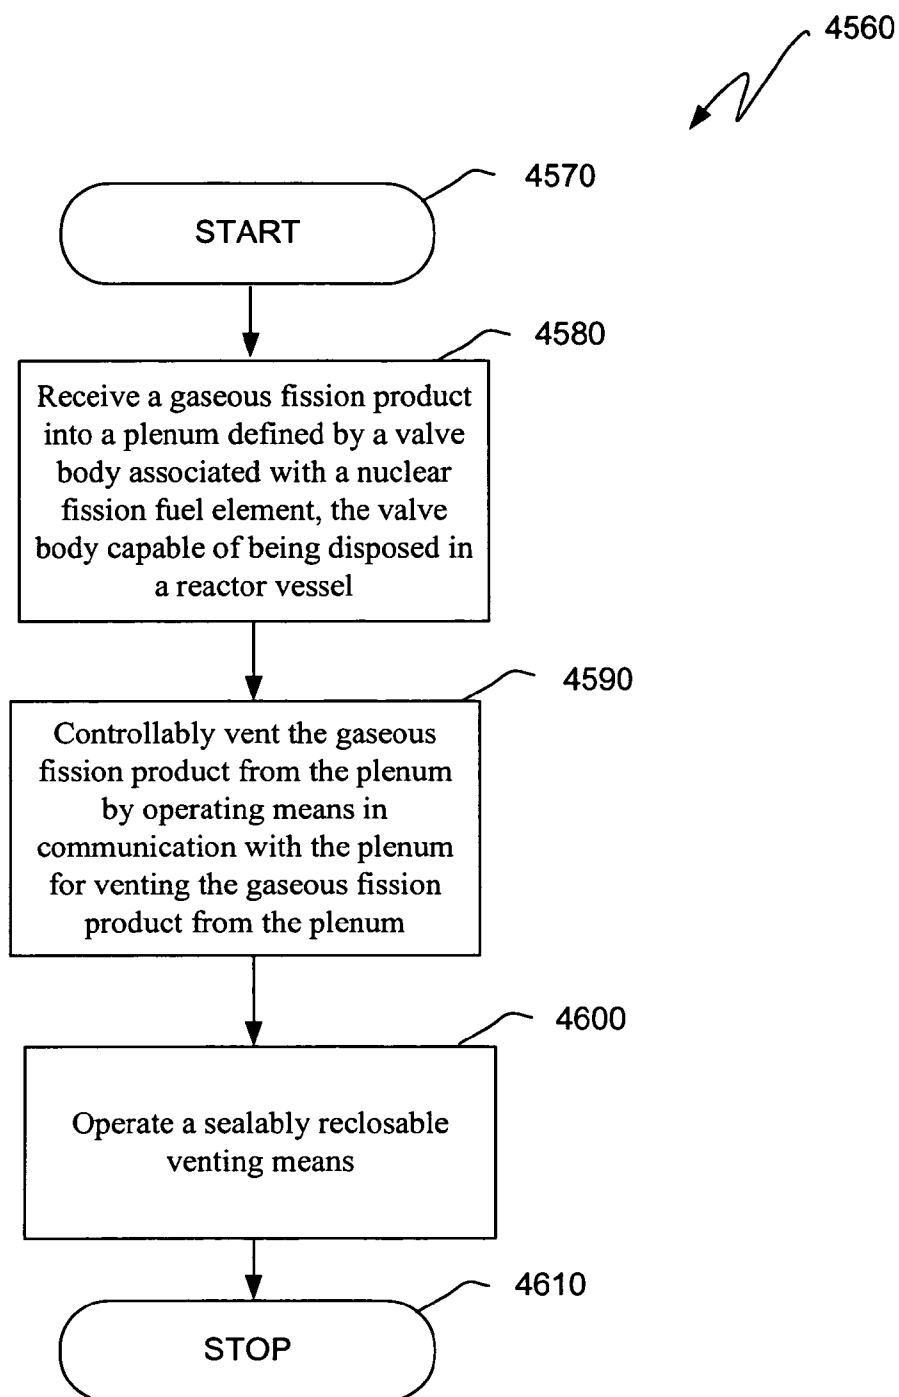 4560
4570
START
4580
Receive a gaseous fission product
into a plenum defined by a valve
body associated with a nuclear
fission fuel element, the valve
body capable of being disposed in
a reactor vessel
4590
Controllably vent the gaseous
fission product from the plenum
by operating means in
communication with the plenum
for venting the gaseous fission
product from the plenum
4600
Operate a sealably reclosable
venting means
4610
STOP